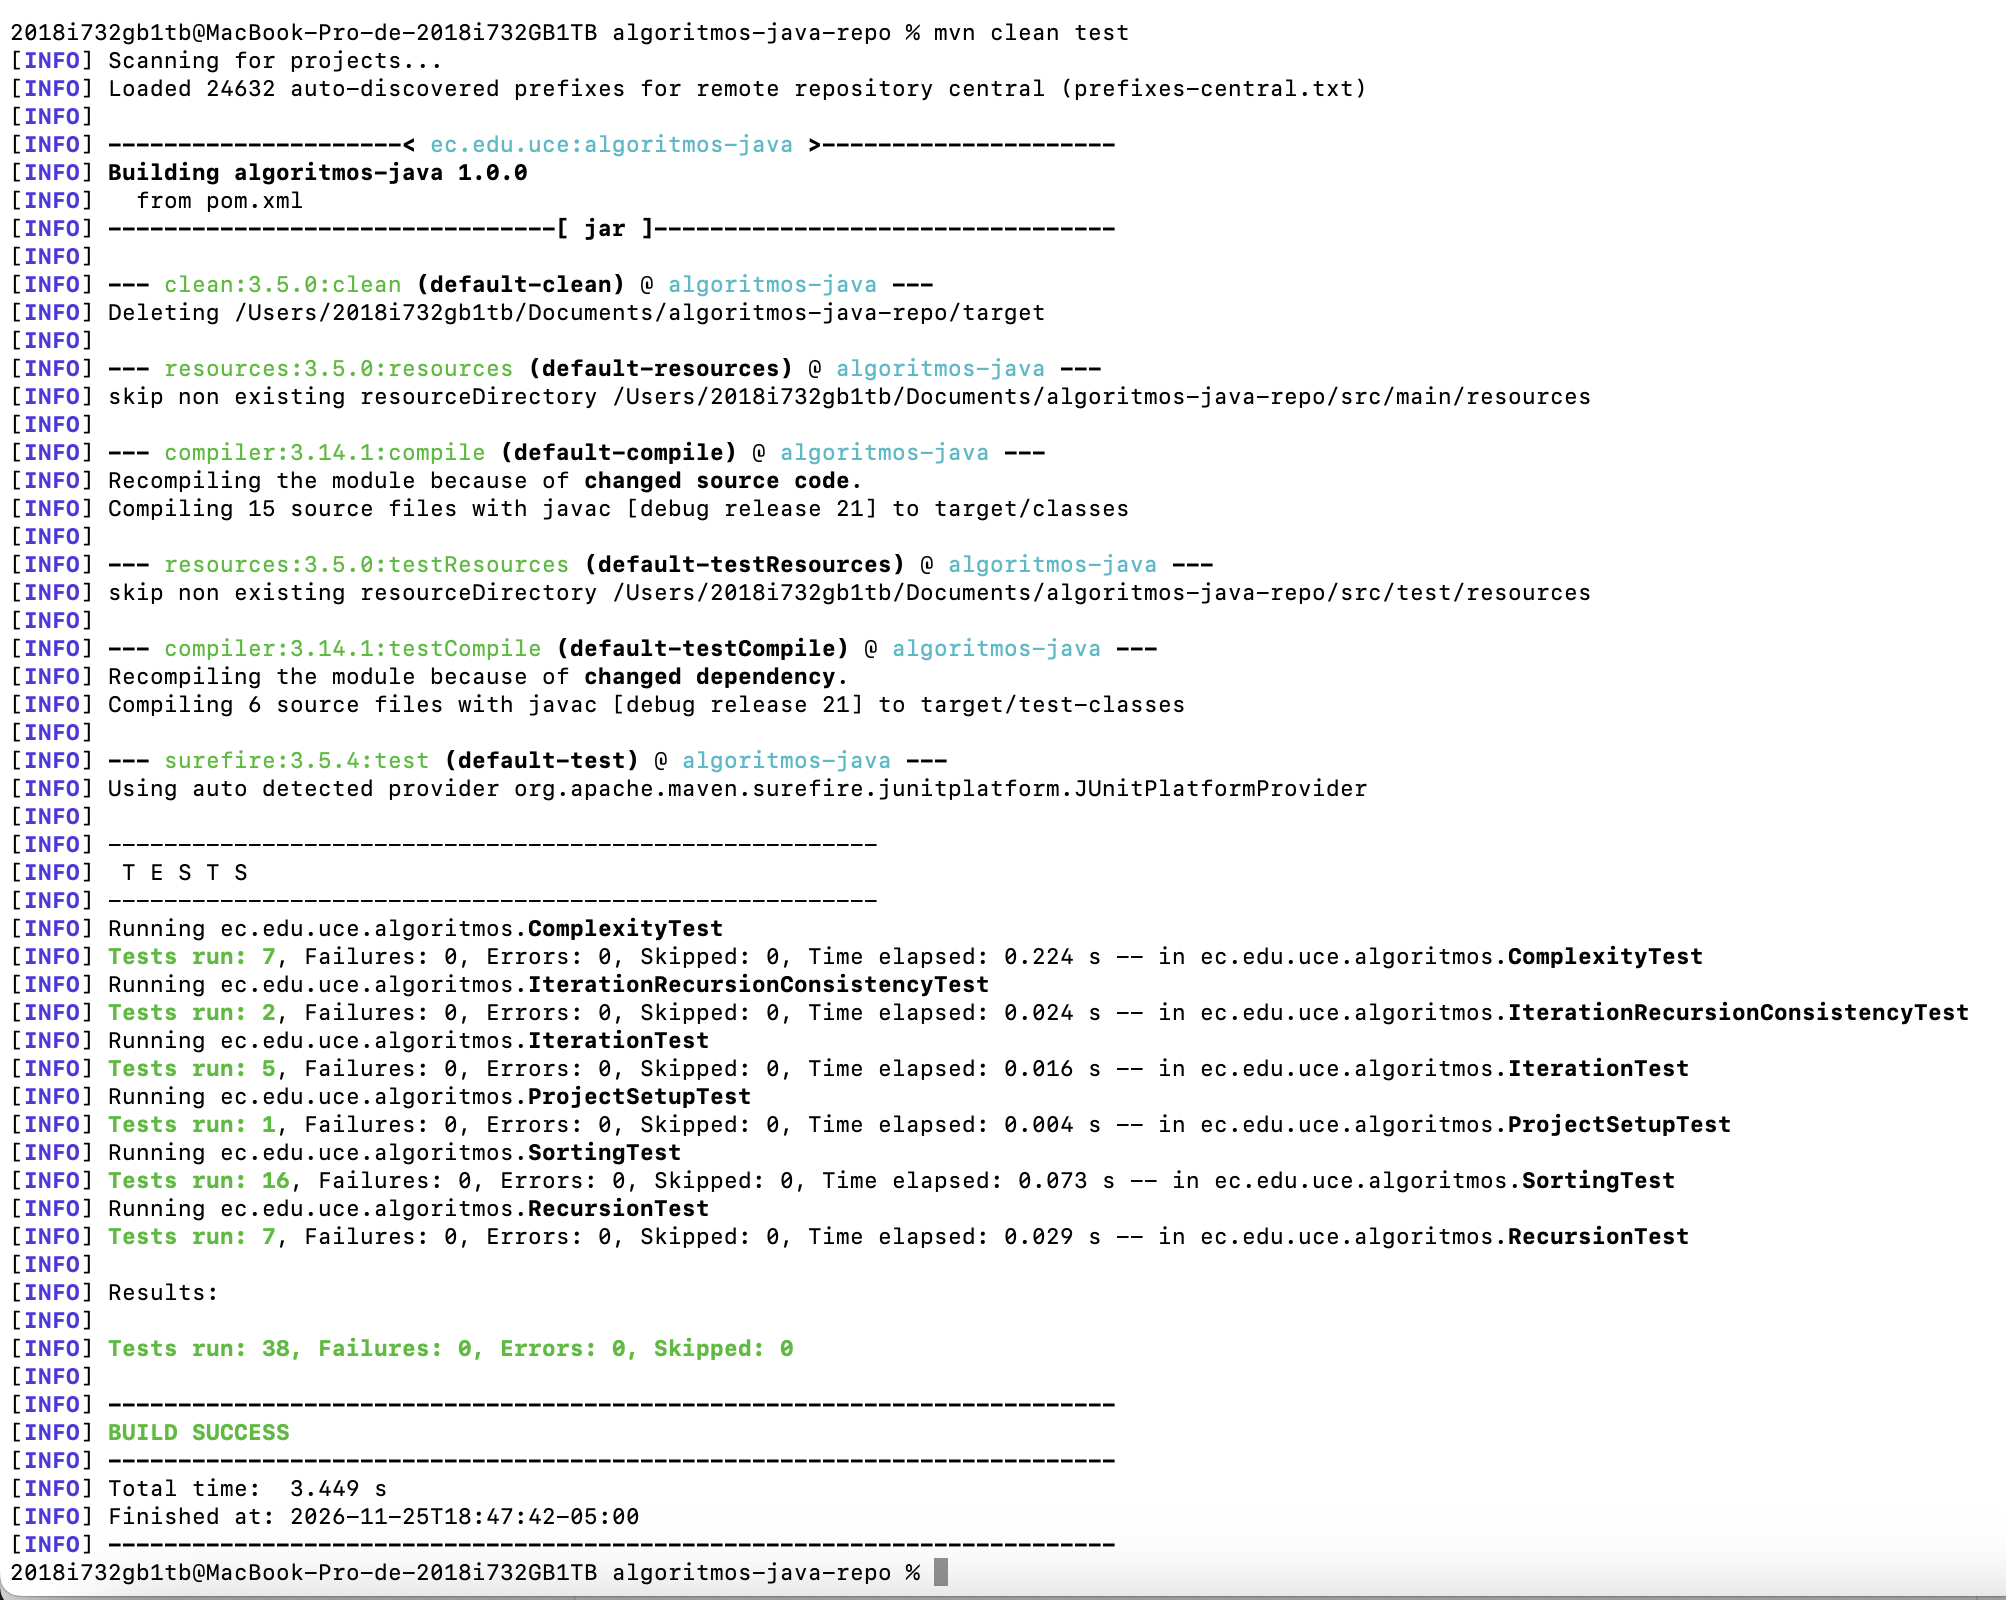 2018i732gb1tb@MacBook-Pro-de-2018i732GB1TB algoritmos-java-repo % mvn clean test
[INFO] Scanning for projects...
[INFO] Loaded 24632 auto-discovered prefixes for remote repository central (prefixes-central.txt)
[INFO]
[INFO] ---------------------< ec.edu.uce:algoritmos-java >---------------------
[INFO] Building algoritmos-java 1.0.0
[INFO]   from pom.xml
[INFO] --------------------------------[ jar ]---------------------------------
[INFO]
[INFO] --- clean:3.5.0:clean (default-clean) @ algoritmos-java ---
[INFO] Deleting /Users/2018i732gb1tb/Documents/algoritmos-java-repo/target
[INFO]
[INFO] --- resources:3.5.0:resources (default-resources) @ algoritmos-java ---
[INFO] skip non existing resourceDirectory /Users/2018i732gb1tb/Documents/algoritmos-java-repo/src/main/resources
[INFO]
[INFO] --- compiler:3.14.1:compile (default-compile) @ algoritmos-java ---
[INFO] Recompiling the module because of changed source code.
[INFO] Compiling 15 source files with javac [debug release 21] to target/classes
[INFO]
[INFO] --- resources:3.5.0:testResources (default-testResources) @ algoritmos-java ---
[INFO] skip non existing resourceDirectory /Users/2018i732gb1tb/Documents/algoritmos-java-repo/src/test/resources
[INFO]
[INFO] --- compiler:3.14.1:testCompile (default-testCompile) @ algoritmos-java ---
[INFO] Recompiling the module because of changed dependency.
[INFO] Compiling 6 source files with javac [debug release 21] to target/test-classes
[INFO]
[INFO] --- surefire:3.5.4:test (default-test) @ algoritmos-java ---
[INFO] Using auto detected provider org.apache.maven.surefire.junitplatform.JUnitPlatformProvider
[INFO]
[INFO] -------------------------------------------------------
[INFO]  T E S T S
[INFO] -------------------------------------------------------
[INFO] Running ec.edu.uce.algoritmos.ComplexityTest
[INFO] Tests run: 7, Failures: 0, Errors: 0, Skipped: 0, Time elapsed: 0.224 s -- in ec.edu.uce.algoritmos.ComplexityTest
[INFO] Running ec.edu.uce.algoritmos.IterationRecursionConsistencyTest
[INFO] Tests run: 2, Failures: 0, Errors: 0, Skipped: 0, Time elapsed: 0.024 s -- in ec.edu.uce.algoritmos.IterationRecursionConsistencyTest
[INFO] Running ec.edu.uce.algoritmos.IterationTest
[INFO] Tests run: 5, Failures: 0, Errors: 0, Skipped: 0, Time elapsed: 0.016 s -- in ec.edu.uce.algoritmos.IterationTest
[INFO] Running ec.edu.uce.algoritmos.ProjectSetupTest
[INFO] Tests run: 1, Failures: 0, Errors: 0, Skipped: 0, Time elapsed: 0.004 s -- in ec.edu.uce.algoritmos.ProjectSetupTest
[INFO] Running ec.edu.uce.algoritmos.SortingTest
[INFO] Tests run: 16, Failures: 0, Errors: 0, Skipped: 0, Time elapsed: 0.073 s -- in ec.edu.uce.algoritmos.SortingTest
[INFO] Running ec.edu.uce.algoritmos.RecursionTest
[INFO] Tests run: 7, Failures: 0, Errors: 0, Skipped: 0, Time elapsed: 0.029 s -- in ec.edu.uce.algoritmos.RecursionTest
[INFO]
[INFO] Results:
[INFO]
[INFO] Tests run: 38, Failures: 0, Errors: 0, Skipped: 0
[INFO]
[INFO] ------------------------------------------------------------------------
[INFO] BUILD SUCCESS
[INFO] ------------------------------------------------------------------------
[INFO] Total time:  3.449 s
[INFO] Finished at: 2026-11-25T18:47:42-05:00
[INFO] ------------------------------------------------------------------------
2018i732gb1tb@MacBook-Pro-de-2018i732GB1TB algoritmos-java-repo %